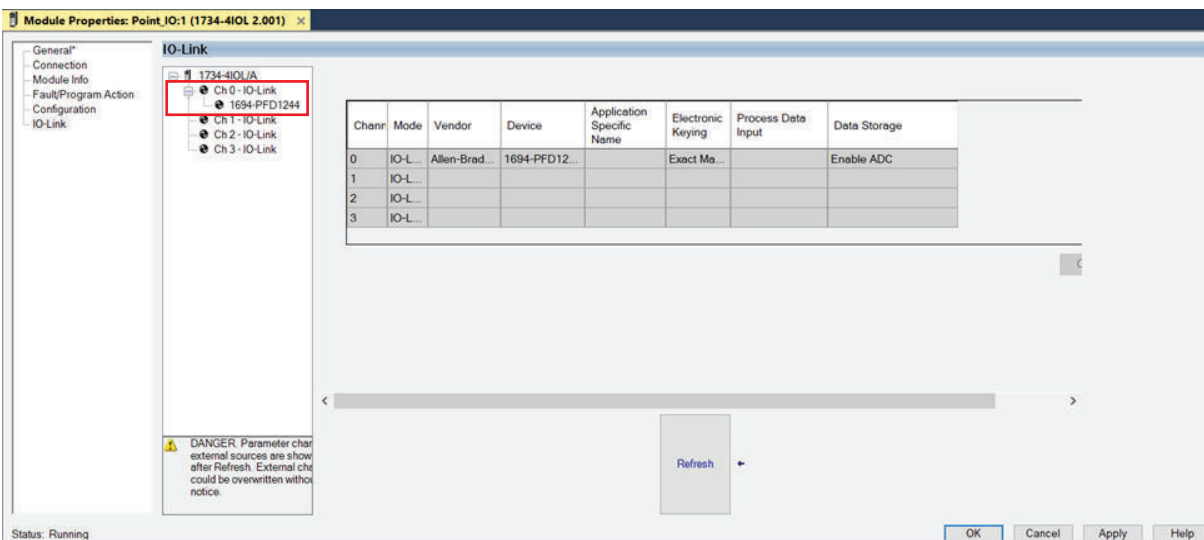 Module Properties: Point_IO:1 (1734-4IOL 2.001) ×
General*
Connection
Module Info
Fault/Program Action
Configuration
IO-Link
IO-Link
1734-4IOL/A
Ch 0 - IO-Link
1694-PFD1244
Ch 1 - IO-Link
Ch 2 - IO-Link
Ch 3 - IO-Link
DANGER. Parameter char
external sources are show
after Refresh. External cha
could be overwritten withou
notice.
Chann Mode Vendor Device Application Specific Name Electronic Keying Process Data Input Data Storage
0 IO-L... Allen-Brad... 1694-PFD12... Exact Ma... Enable ADC
1 IO-L...
2 IO-L...
3 IO-L...
Refresh
Status: Running
OK Cancel Apply Help